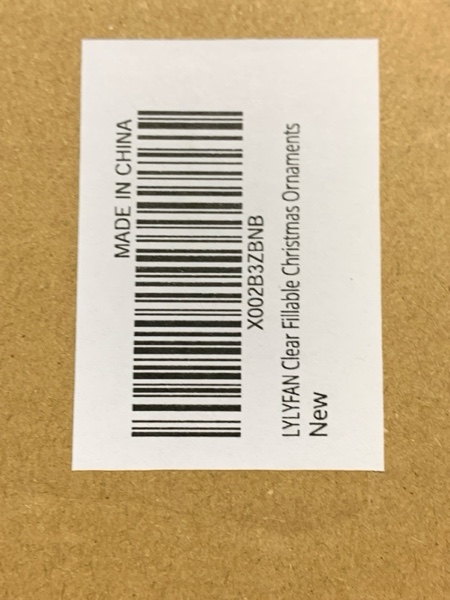 MADE IN CHINA
X002B3ZBNB
LYLYFAN Clear Fillable Christmas Ornaments
New